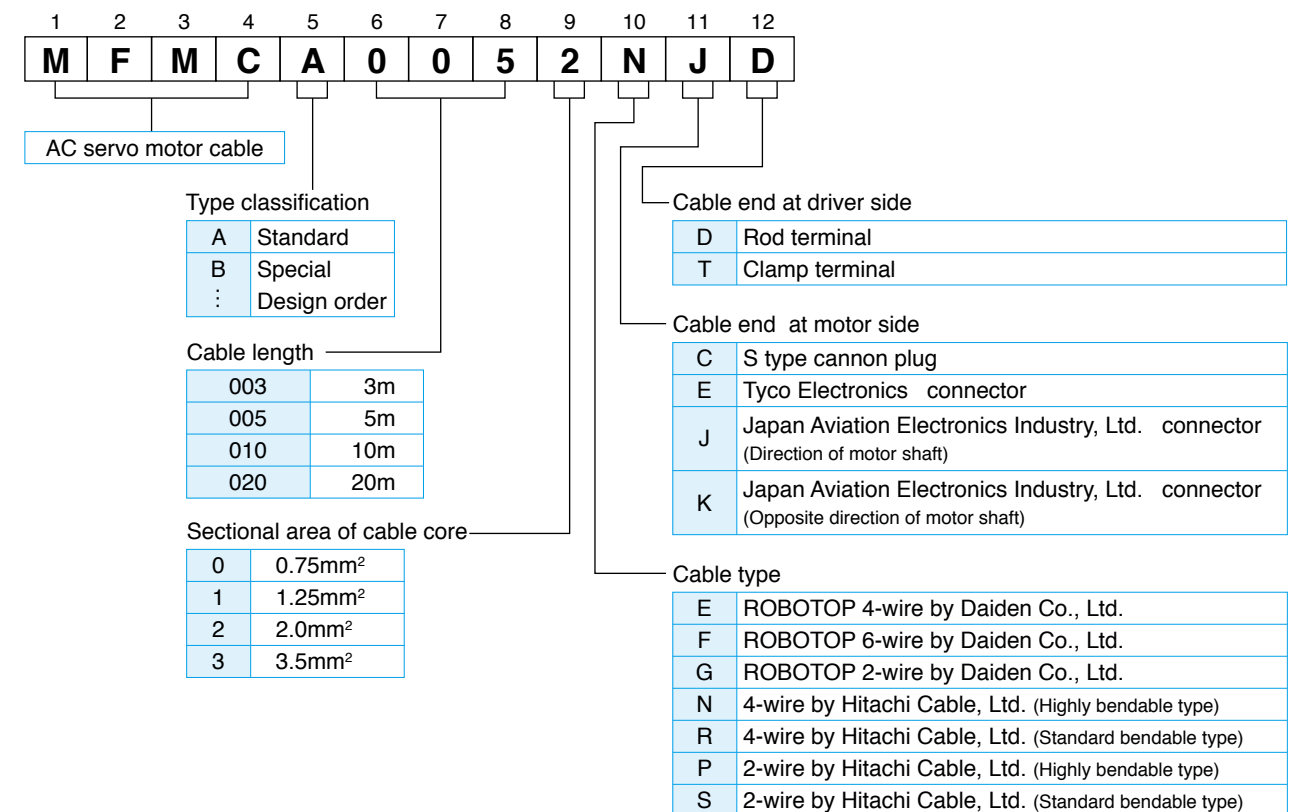 1 2 3 4 5 6 7 8 9 10 11 12
M F M C A 0 0 5 2 N J D
AC servo motor cable
Type classification
A Standard
B Special
⋮ Design order
Cable length
003 3m
005 5m
010 10m
020 20m
Sectional area of cable core
0 0.75mm²
1 1.25mm²
2 2.0mm²
3 3.5mm²
Cable end at driver side
D Rod terminal
T Clamp terminal
Cable end at motor side
C S type cannon plug
E Tyco Electronics connector
J Japan Aviation Electronics Industry, Ltd. connector
(Direction of motor shaft)
K Japan Aviation Electronics Industry, Ltd. connector
(Opposite direction of motor shaft)
Cable type
E ROBOTOP 4-wire by Daiden Co., Ltd.
F ROBOTOP 6-wire by Daiden Co., Ltd.
G ROBOTOP 2-wire by Daiden Co., Ltd.
N 4-wire by Hitachi Cable, Ltd. (Highly bendable type)
R 4-wire by Hitachi Cable, Ltd. (Standard bendable type)
P 2-wire by Hitachi Cable, Ltd. (Highly bendable type)
S 2-wire by Hitachi Cable, Ltd. (Standard bendable type)